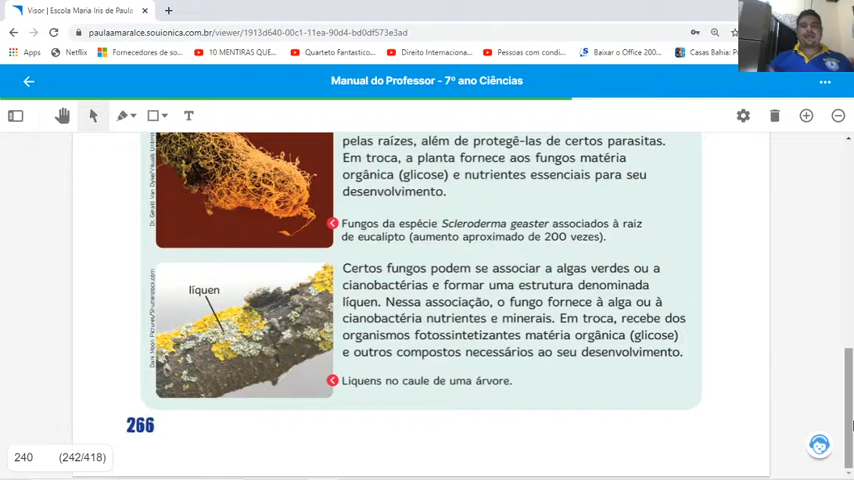 Visor | Escola Maria Iris de Paula
paulaamaralce.souionica.com.br/viewer/1913d640-00c1-11ea-90d4-bd0df573e3ad
Apps Netflix Fornecedores de so... 10 MENTIRAS QUE... Quarteto Fantastico... Direito Internacional... Pessoas com condi... Baixar o Office 200... Casas Bahia: P
Manual do Professor - 7º ano Ciências
T
pelas raízes, além de protegê-las de certos parasitas.
Em troca, a planta fornece aos fungos matéria
orgânica (glicose) e nutrientes essenciais para seu
desenvolvimento.
Fungos da espécie Scleroderma geaster associados à raiz
de eucalipto (aumento aproximado de 200 vezes).
líquen
Dark Moon Pictures/Shutterstock.com
Certos fungos podem se associar a algas verdes ou a
cianobactérias e formar uma estrutura denominada
líquen. Nessa associação, o fungo fornece à alga ou à
cianobactéria nutrientes e minerais. Em troca, recebe dos
organismos fotossintetizantes matéria orgânica (glicose)
e outros compostos necessários ao seu desenvolvimento.
Liquens no caule de uma árvore.
266
240 (242/418)